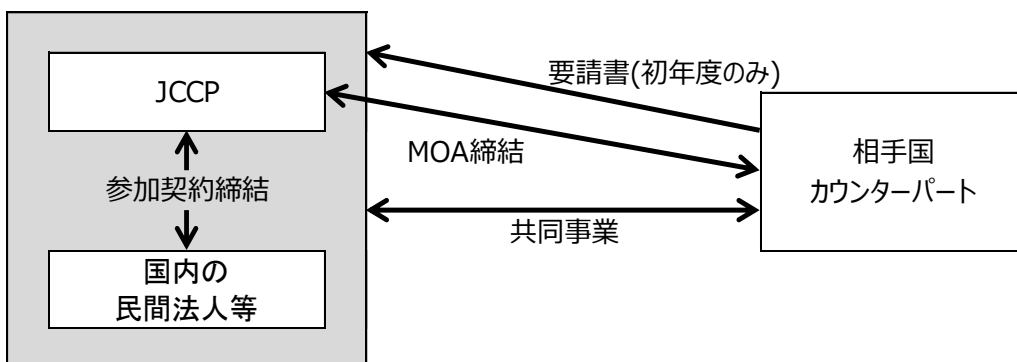 JCCP
参加契約締結
国内の
民間法人等
要請書(初年度のみ)
MOA締結
共同事業
相手国
カウンターパート